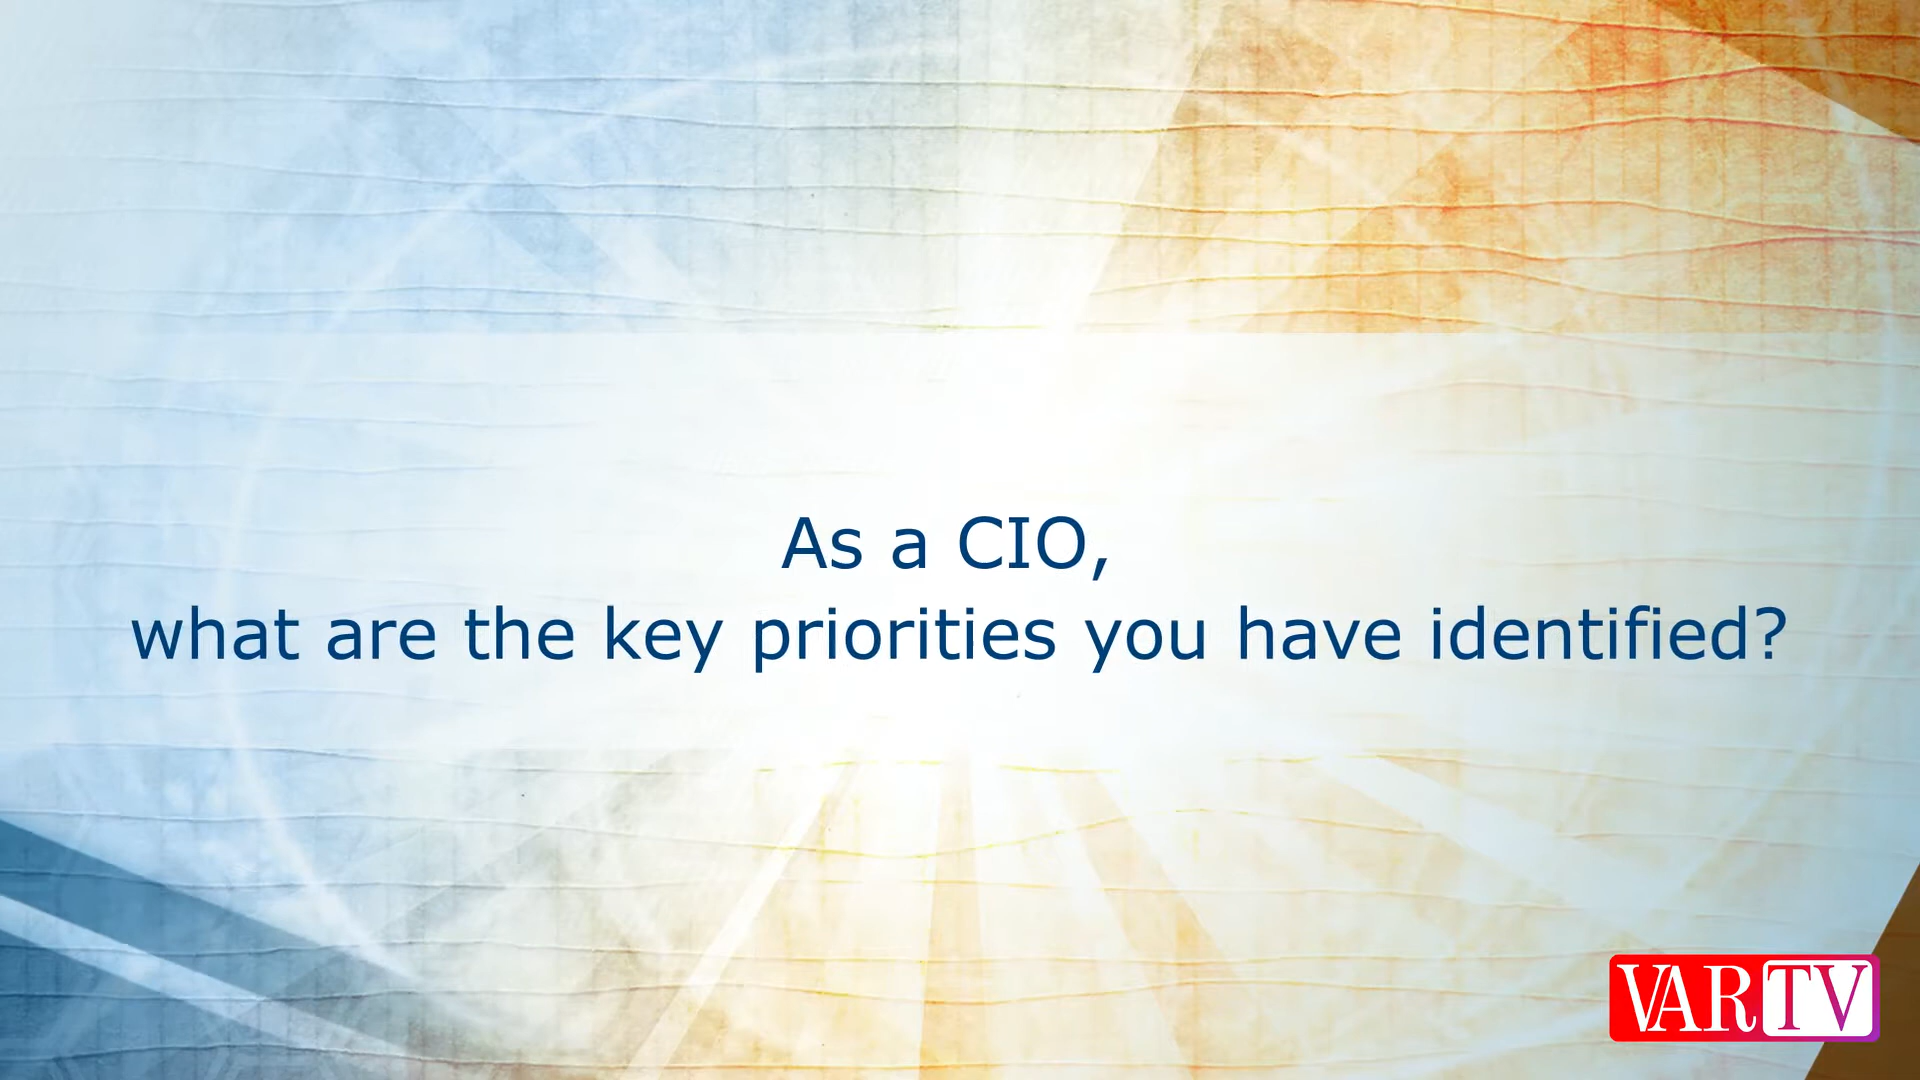 As a CIO,
what are the key priorities you have identified?
VARTV